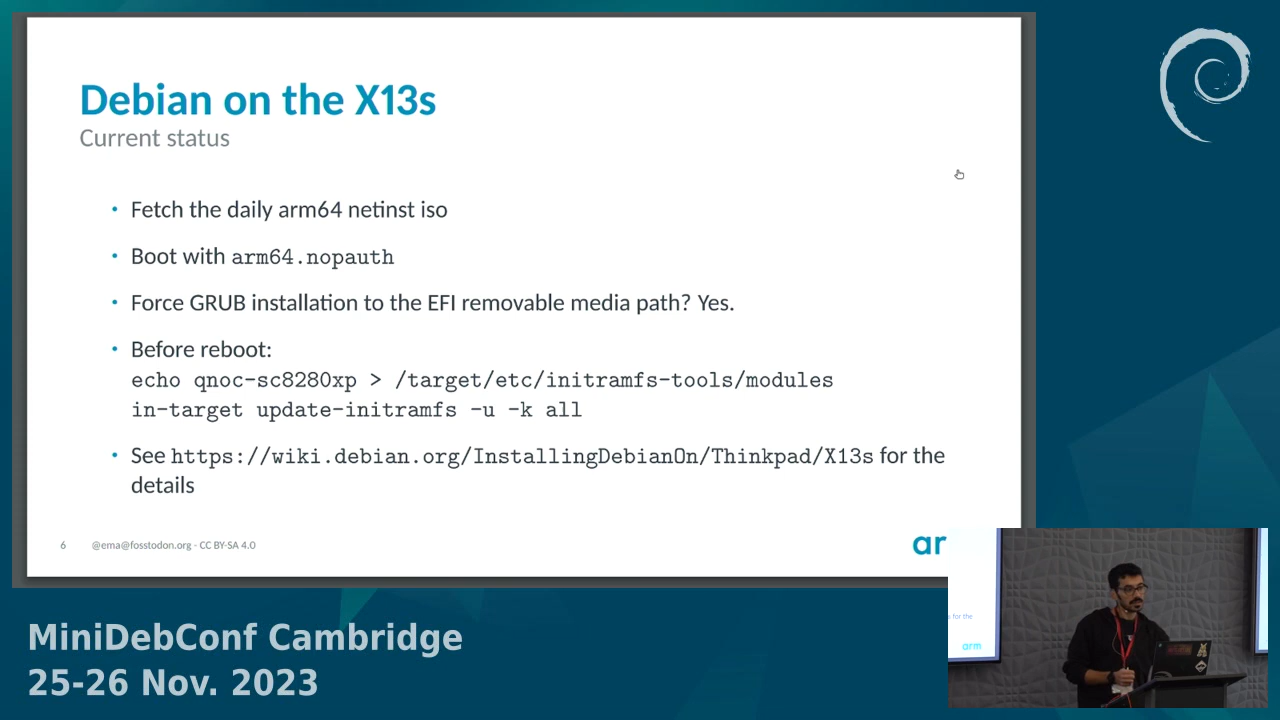 Debian on the X13s
Current status
• Fetch the daily arm64 netinst iso
• Boot with arm64.nopauth
• Force GRUB installation to the EFI removable media path? Yes.
• Before reboot:
echo qnoc-sc8280xp > /target/etc/initramfs-tools/modules
in-target update-initramfs -u -k all
• See https://wiki.debian.org/InstallingDebianOn/Thinkpad/X13s for the
details
6 @ema@fosstodon.org - CC BY-SA 4.0
ar
for the
arm
MiniDebConf Cambridge
25-26 Nov. 2023